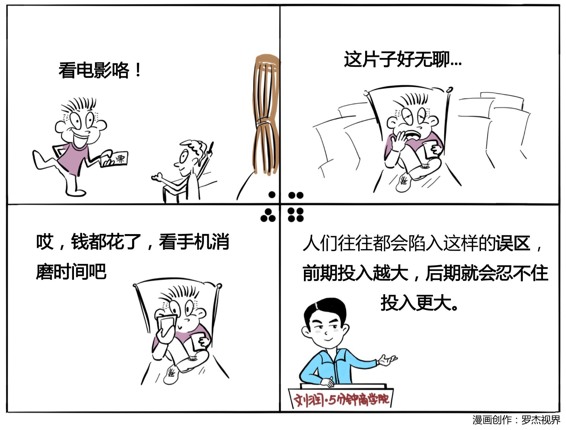 看电影咯！
这片子好无聊...
哎，钱都花了，看手机消
磨时间吧
人们往往都会陷入这样的误区，
前期投入越大，后期就会忍不住
投入更大。
刘润·5分钟商学院
漫画创作：罗杰视界